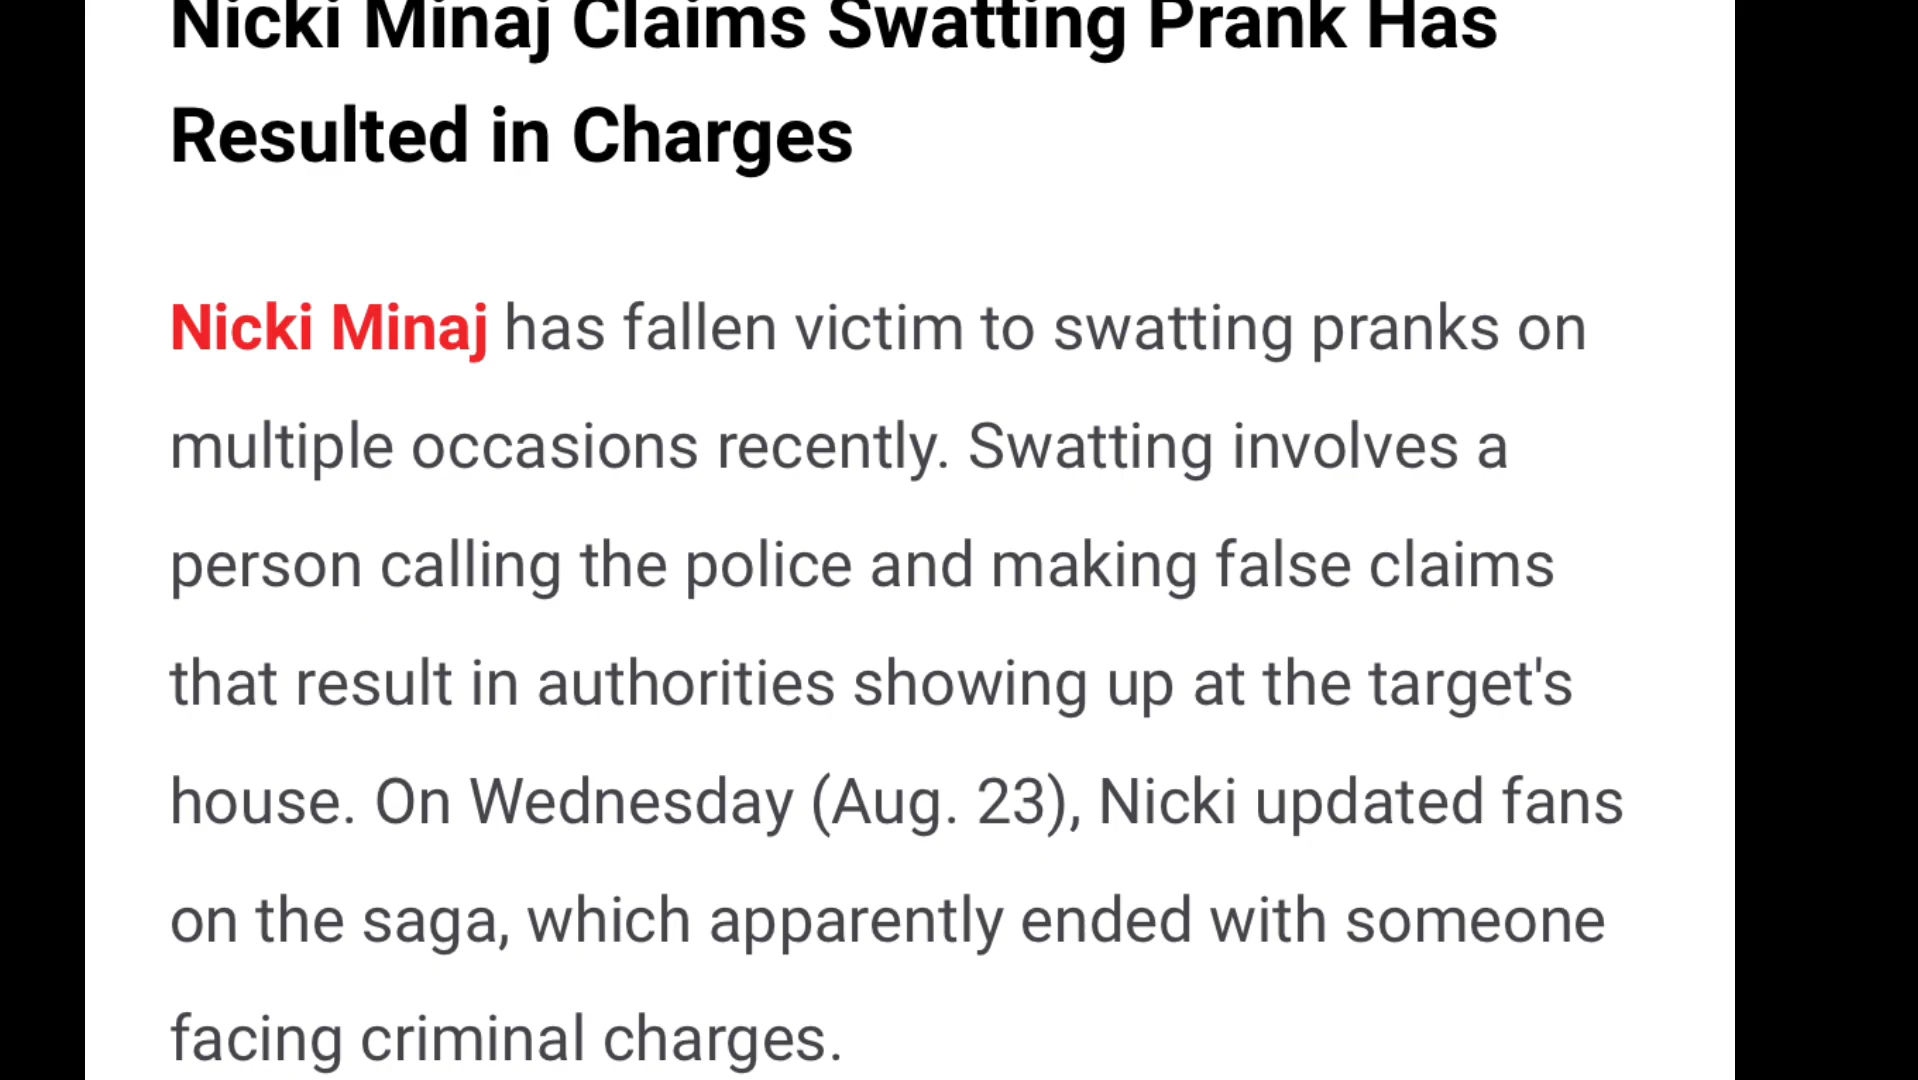 Nicki Minaj Claims Swatting Prank Has
Resulted in Charges
Nicki Minaj has fallen victim to swatting pranks on
multiple occasions recently. Swatting involves a
person calling the police and making false claims
that result in authorities showing up at the target's
house. On Wednesday (Aug. 23), Nicki updated fans
on the saga, which apparently ended with someone
facing criminal charges.